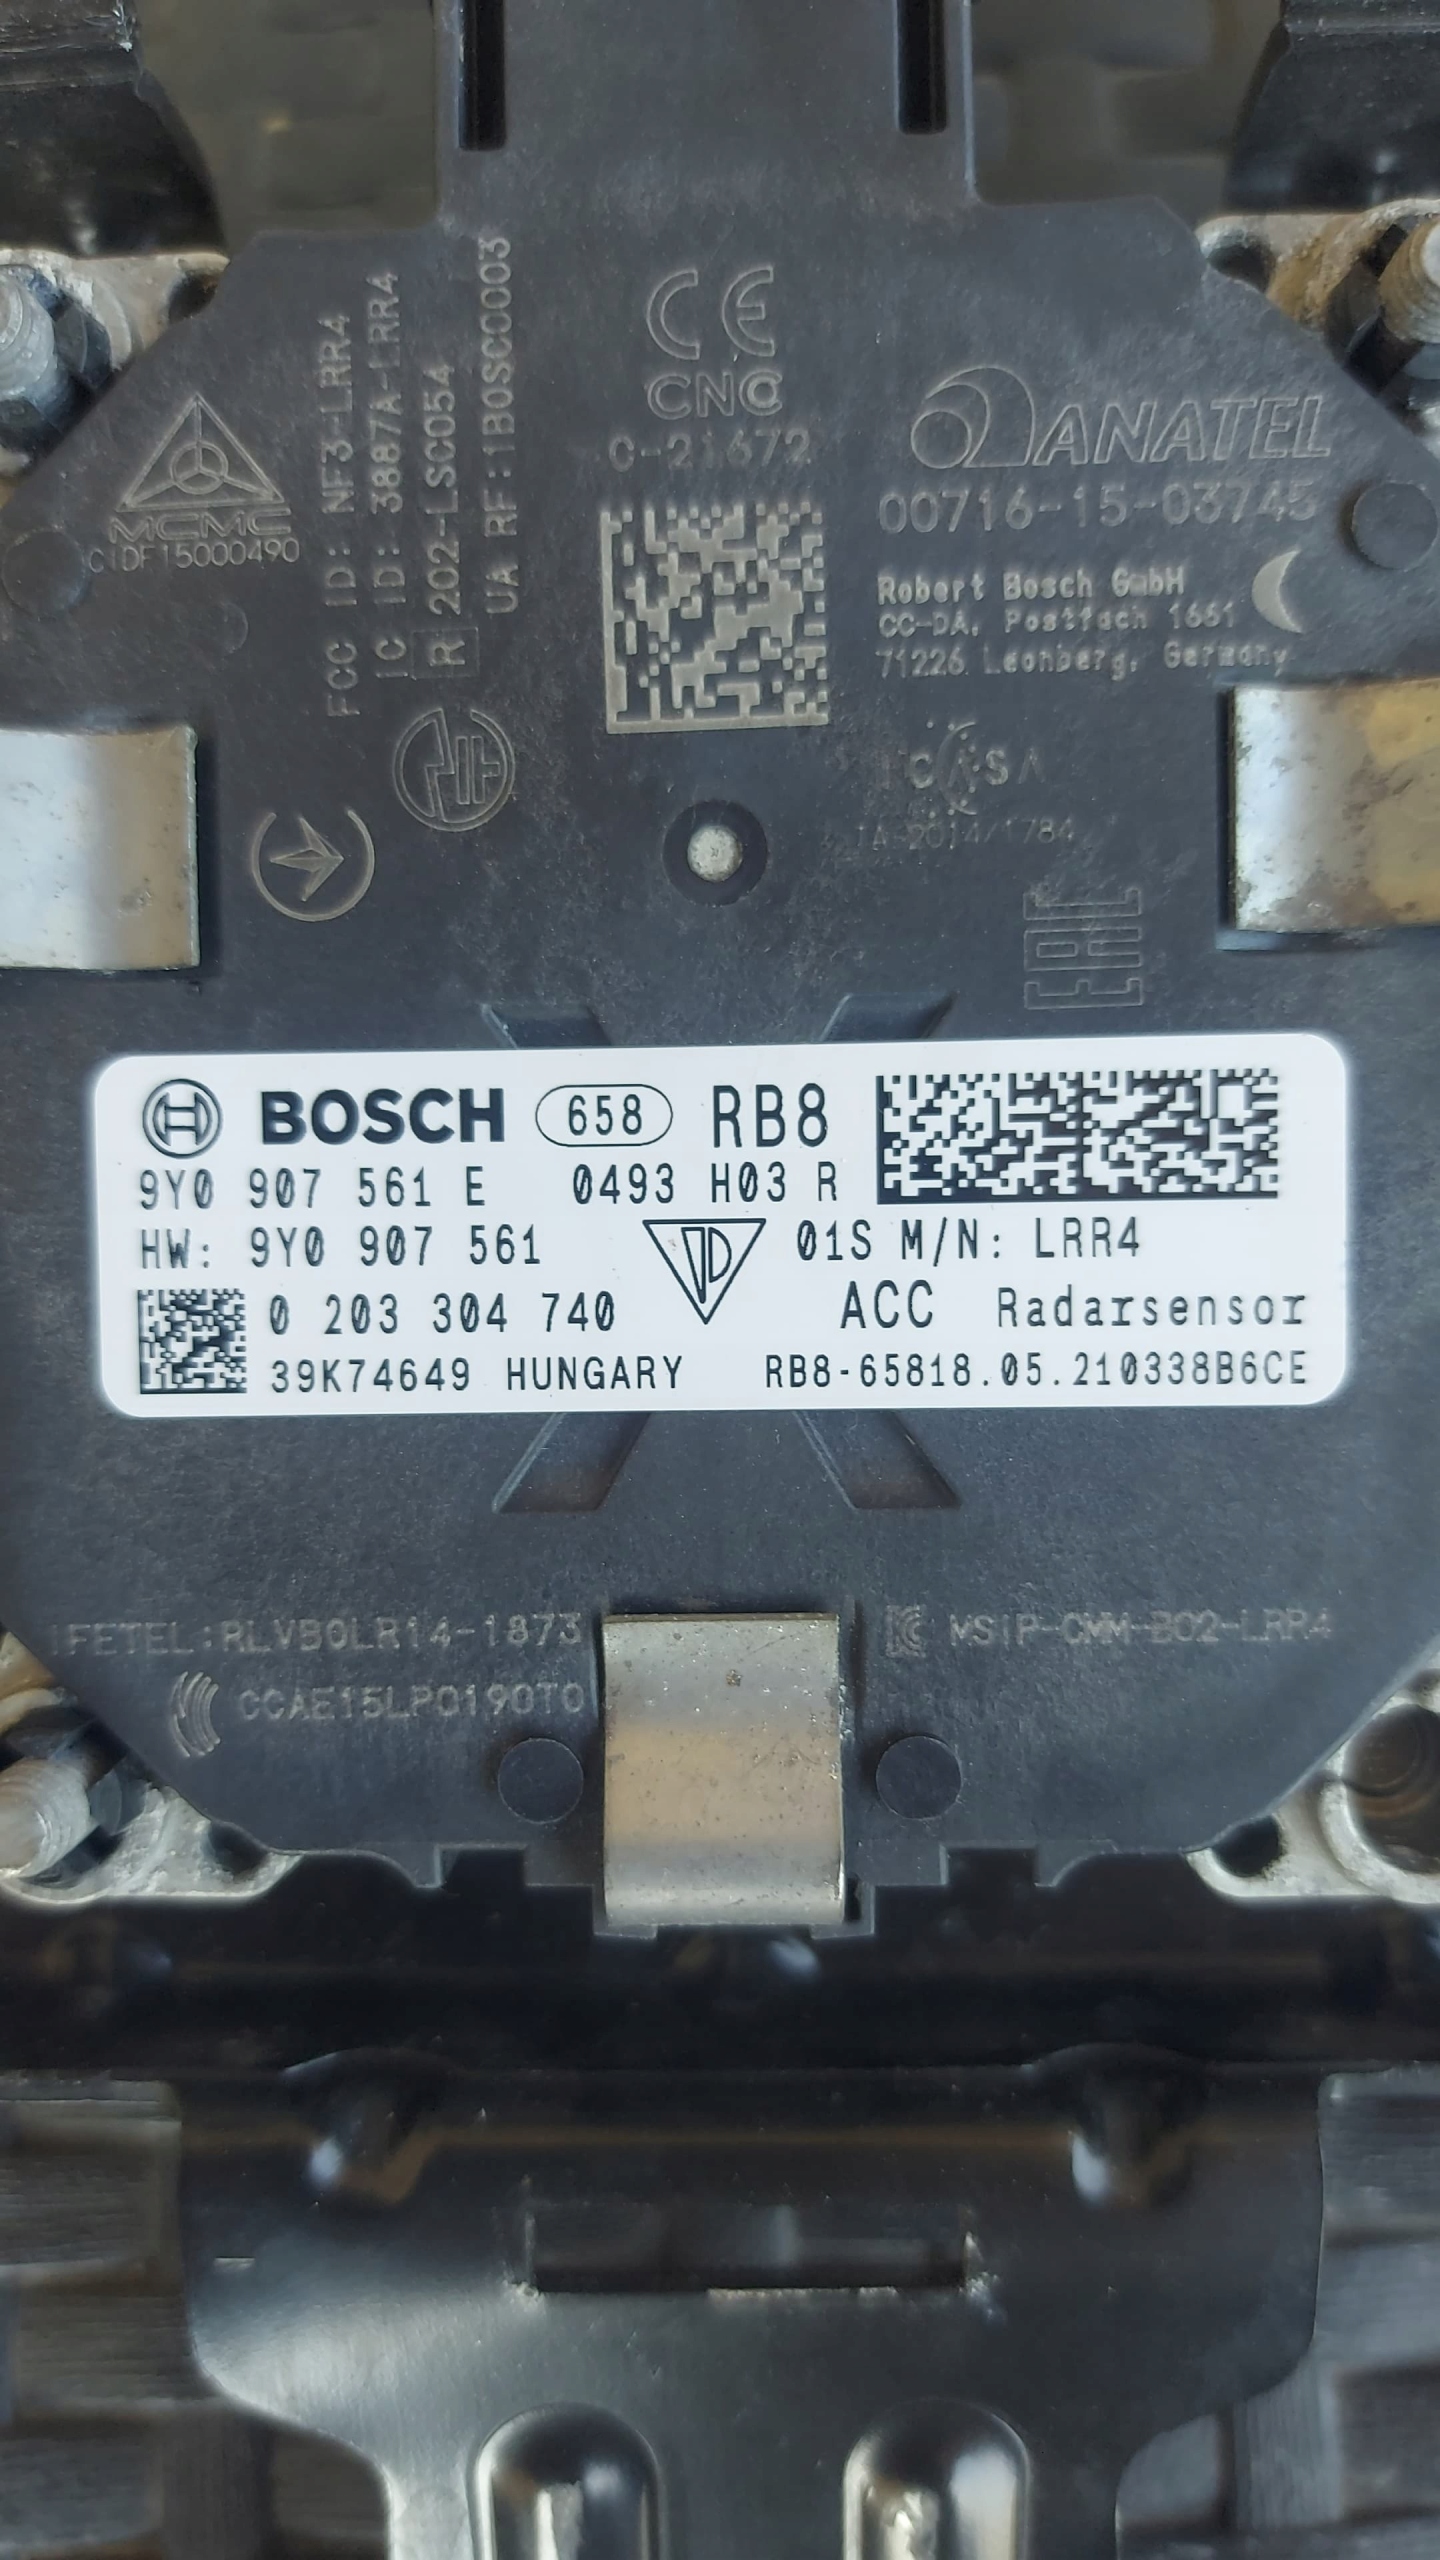 CE
CNC
C-21672
MCMC
CIDF15000490
FCC ID: NF3-LRR4
IC ID: 3887A-LRR4
R 202-LSC054
UA RF:1BOSC0003
ANATEL
00716-15-03745
Robert Bosch GmbH
CC-DA, Postfach 1661
71226 Leonberg, Germany
ICASA
TA-2014/1784
EAC
BOSCH 658 RB8
9Y0 907 561 E 0493 H03 R
HW: 9Y0 907 561 01S M/N: LRR4
0 203 304 740 ACC Radarsensor
39K74649 HUNGARY RB8-65818.05.210338B6CE
IFETEL:RLVBOLR14-1873
MSIP-CMM-BO2-LRR4
CCAE15LP0190T0